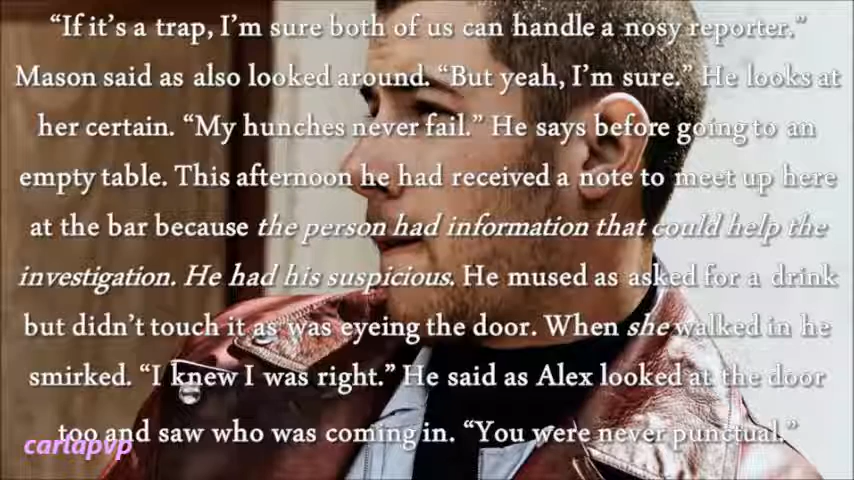 “If it’s a trap, I’m sure both of us can handle a nosy reporter.”
Mason said as also looked around. “But yeah, I’m sure.” He looks at
her certain. “My hunches never fail.” He says before going to an
empty table. This afternoon he had received a note to meet up here
at the bar because the person had information that could help the
investigation. He had his suspicious. He mused as asked for a drink
but didn’t touch it as was eyeing the door. When she walked in he
smirked. “I knew I was right.” He said as Alex looked at the door
too and saw who was coming in. “You were never punctual.”
carlapvp